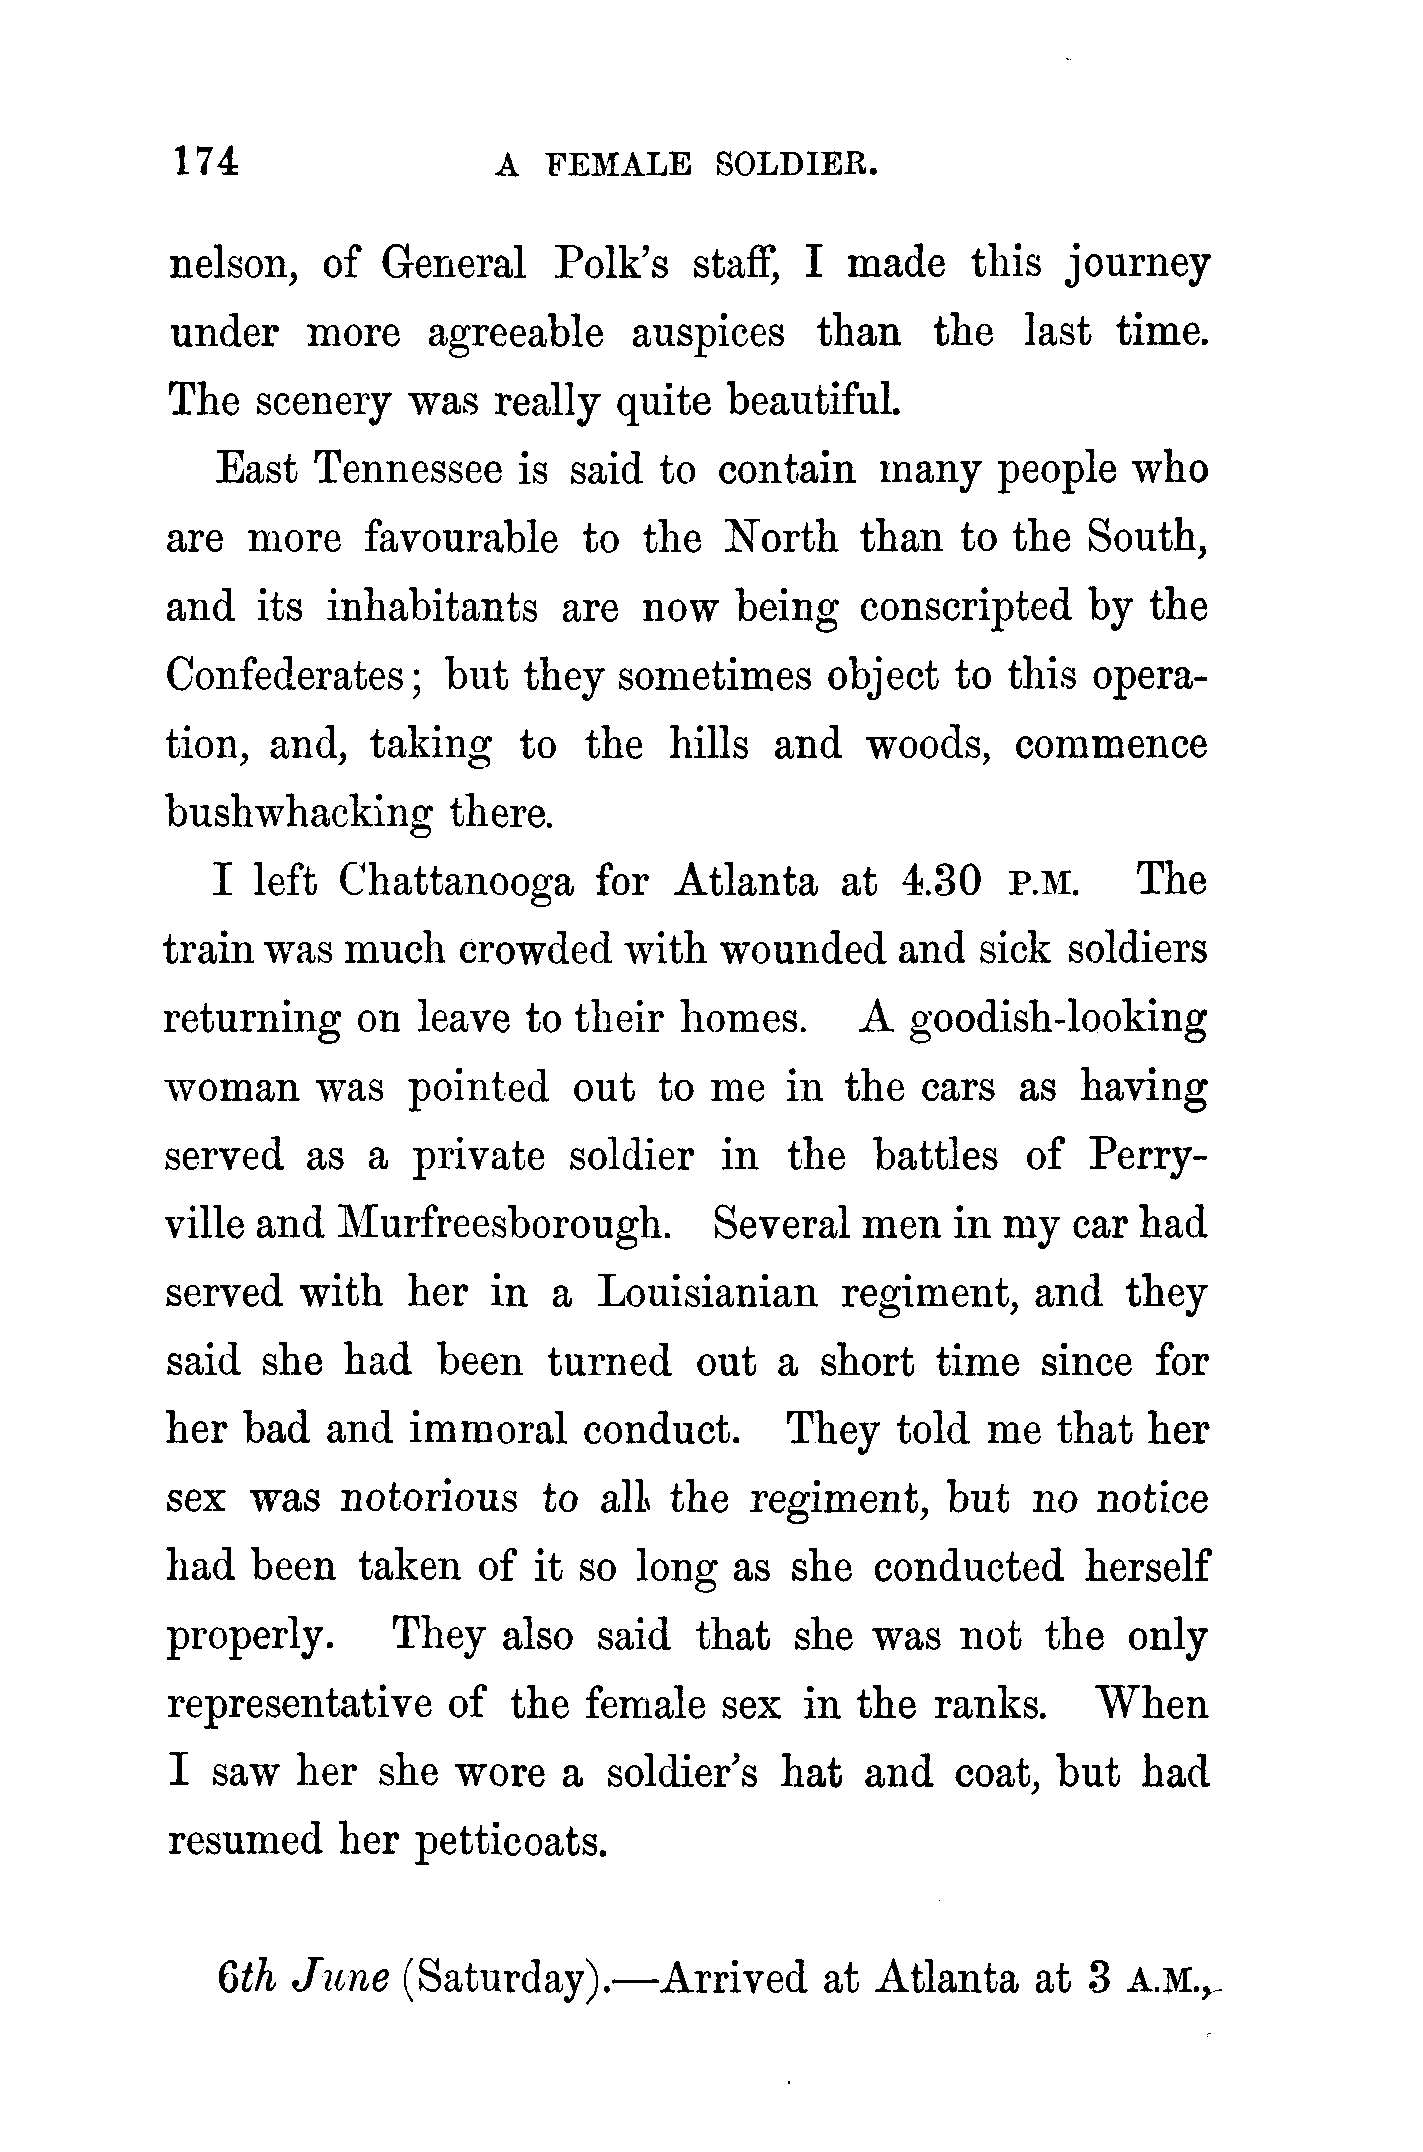 174 A FEMALE SOLDIER.
nelson, of General Polk's staff, I made this journey
under more agreeable auspices than the last time.
The scenery was really quite beautiful.
East Tennessee is said to contain many people who
are more favourable to the North than to the South,
and its inhabitants are now being conscripted by the
Confederates; but they sometimes object to this opera-
tion, and, taking to the hills and woods, commence
bushwhacking there.
I left Chattanooga for Atlanta at 4.30 P.M. The
train was much crowded with wounded and sick soldiers
returning on leave to their homes. A goodish-looking
woman was pointed out to me in the cars as having
served as a private soldier in the battles of Perry-
ville and Murfreesborough. Several men in my car had
served with her in a Louisianian regiment, and they
said she had been turned out a short time since for
her bad and immoral conduct. They told me that her
sex was notorious to all the regiment, but no notice
had been taken of it so long as she conducted herself
properly. They also said that she was not the only
representative of the female sex in the ranks. When
I saw her she wore a soldier's hat and coat, but had
resumed her petticoats.
6th June (Saturday).—Arrived at Atlanta at 3 A.M.,